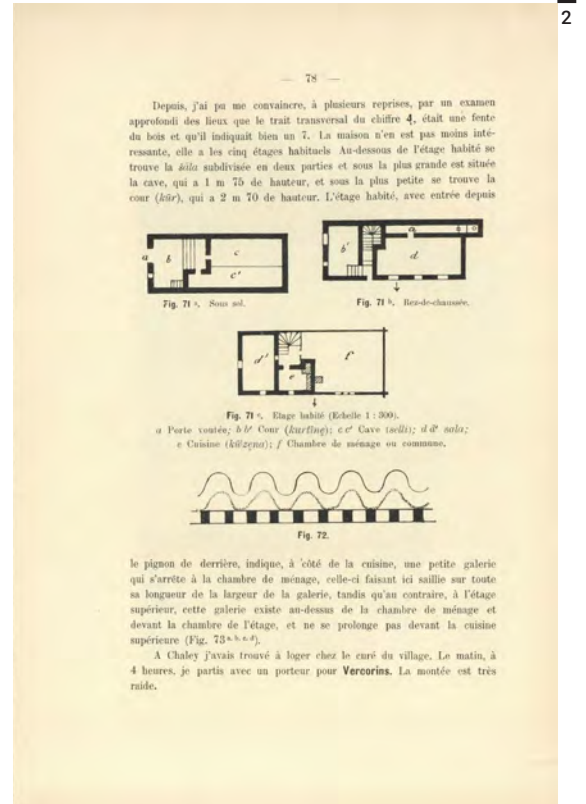 2
— 78 —
Depuis, j'ai pu me convaincre, à plusieurs reprises, par un examen
approfondi des lieux que le trait transversal du chiffre 4, était une fente
du bois et qu'il indiquait bien un 7. La maison n'en est pas moins inté-
ressante, elle a les cinq étages habituels Au-dessous de l'étage habité se
trouve la sala subdivisée en deux parties et sous la plus grande est située
la cave, qui a 1 m 75 de hauteur, et sous la plus petite se trouve la
cour (kŭr), qui a 2 m 70 de hauteur. L'étage habité, avec entrée depuis
a b c c'
b' a d
Fig. 71 a. Sous sol.
Fig. 71 b. Rez-de-chaussée.
d' e f
Fig. 71 c. Etage habité (Echelle 1 : 300).
a Porte voutée; b b' Cour (kurtine); c c' Cave (selli); d d' sala;
e Cuisine; f Chambre de ménage ou commune.
Fig. 72.
le pignon de derrière, indique, à côté de la cuisine, une petite galerie
qui s'arrête à la chambre de ménage, celle-ci faisant ici saillie sur toute
sa longueur de la largeur de la galerie, tandis qu'au contraire, à l'étage
supérieur, cette galerie existe au-dessus de la chambre de ménage et
devant la chambre de l'étage, et ne se prolonge pas devant la cuisine
supérieure (Fig. 73 a. b. c. d).
A Chaley j'avais trouvé à loger chez le curé du village. Le matin, à
4 heures, je partis avec un porteur pour Vercorins. La montée est très
raide.